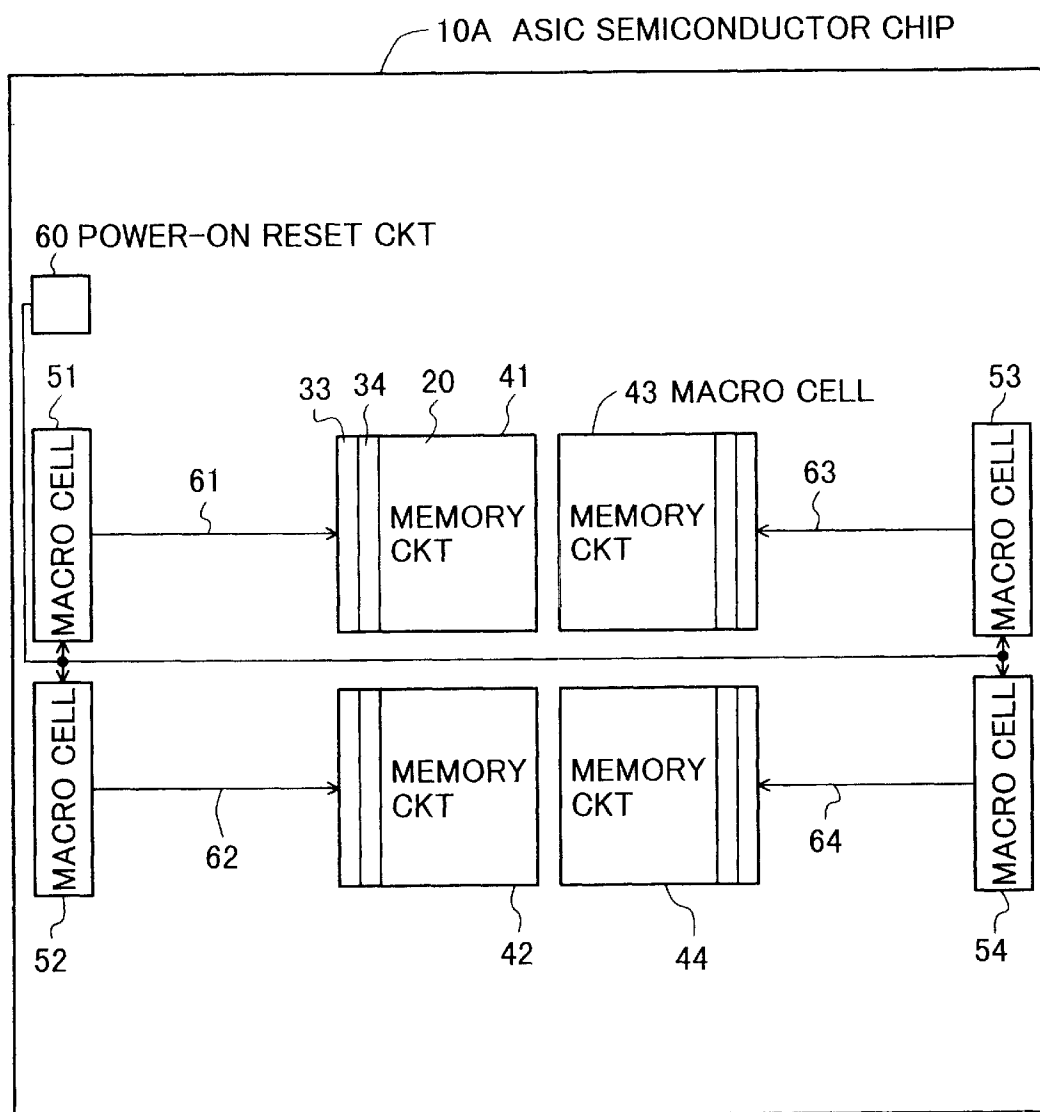 10A ASIC SEMICONDUCTOR CHIP
60 POWER-ON RESET CKT
51
33
34
20
41
43 MACRO CELL
53
MACRO CELL
61
MEMORY
CKT
MEMORY
CKT
63
MACRO CELL
MACRO CELL
62
MEMORY
CKT
MEMORY
CKT
64
MACRO CELL
52
42
44
54